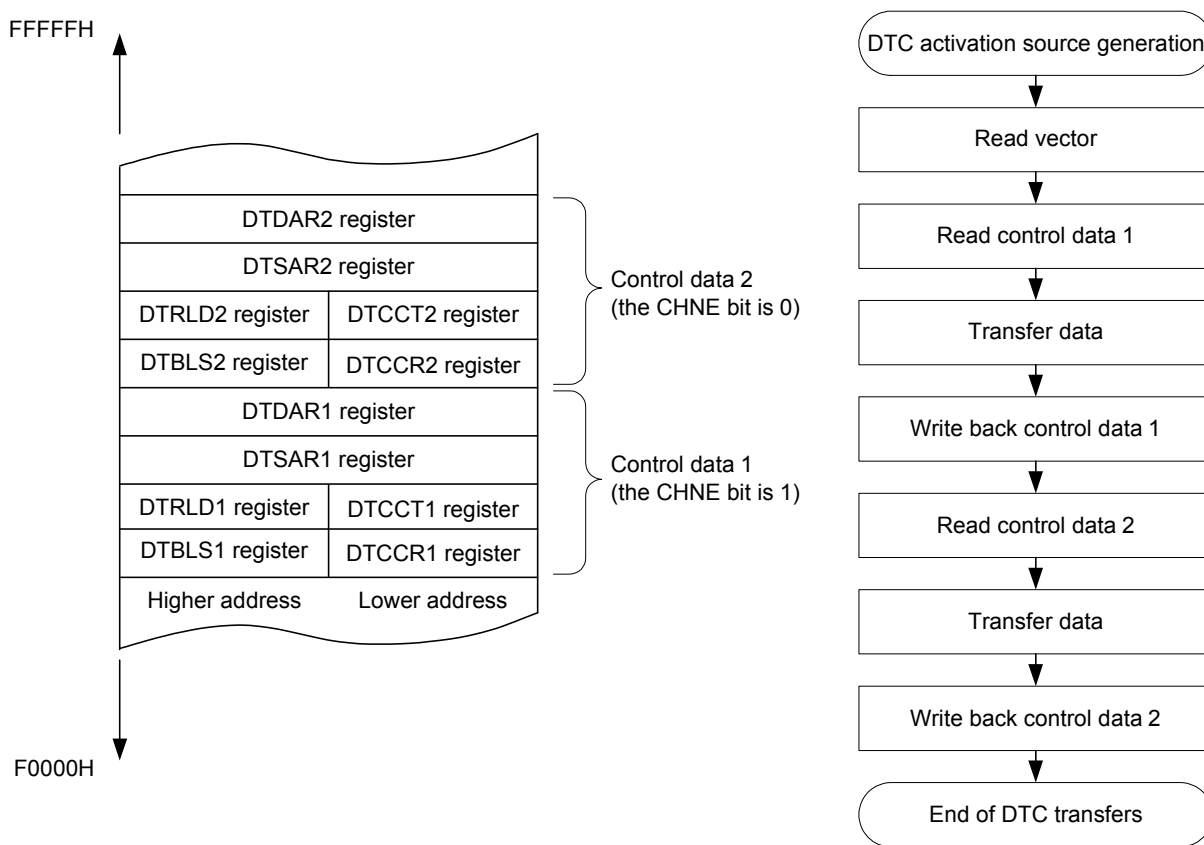 FFFFFH
DTDAR2 register
DTSAR2 register
DTRLD2 register
DTCCT2 register
DTBLS2 register
DTCCR2 register
DTDAR1 register
DTSAR1 register
DTRLD1 register
DTCCT1 register
DTBLS1 register
DTCCR1 register
Higher address
Lower address
F0000H
Control data 2
(the CHNE bit is 0)
Control data 1
(the CHNE bit is 1)
DTC activation source generation
Read vector
Read control data 1
Transfer data
Write back control data 1
Read control data 2
Transfer data
Write back control data 2
End of DTC transfers